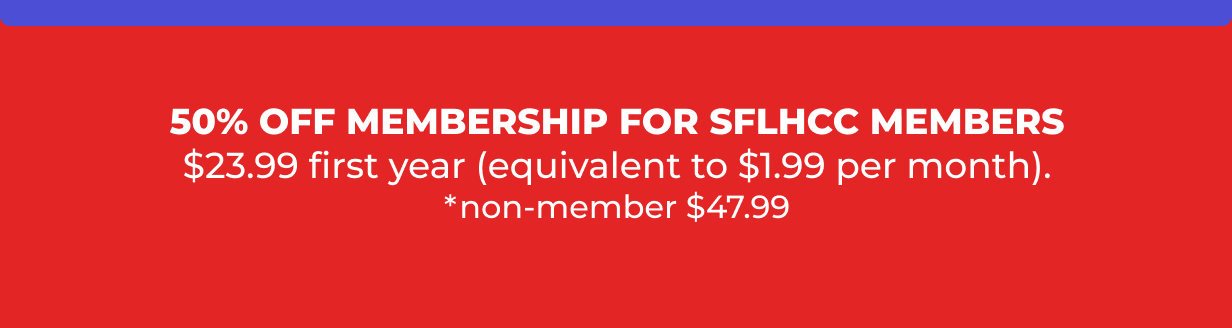 50% OFF MEMBERSHIP FOR SFLHCC MEMBERS
$23.99 first year (equivalent to $1.99 per month).
*non-member $47.99